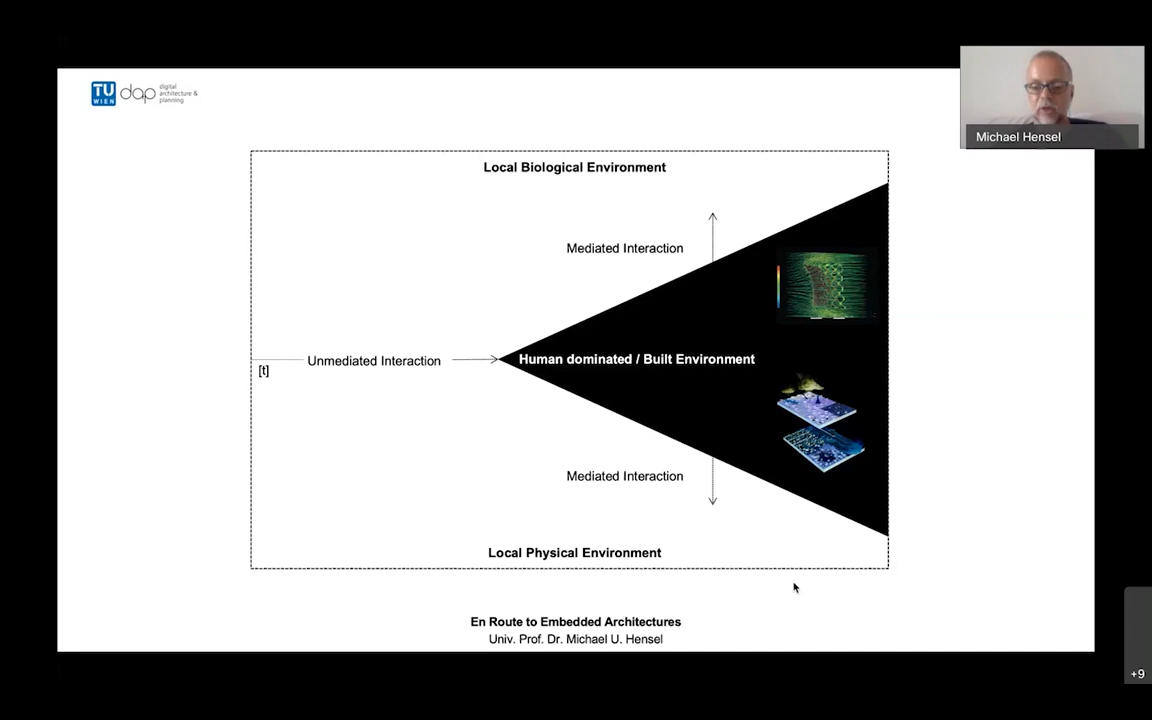 TU
WIEN
dap
digital
architecture &
planning
Michael Hensel
Local Biological Environment
Mediated Interaction
Unmediated Interaction
Human dominated / Built Environment
[t]
Mediated Interaction
Local Physical Environment
En Route to Embedded Architectures
Univ. Prof. Dr. Michael U. Hensel
+9